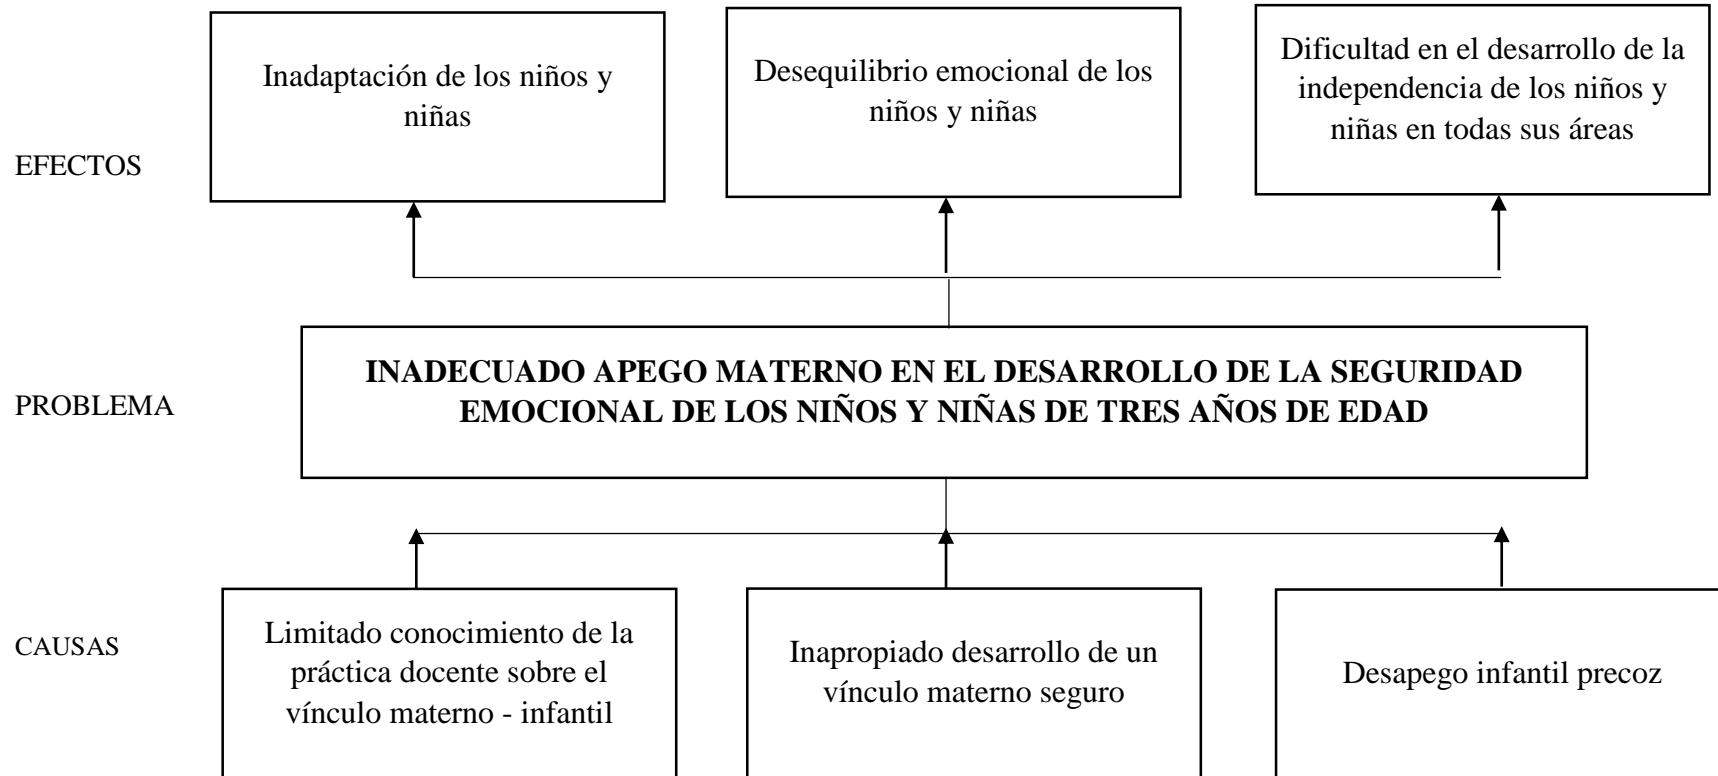 Inadaptación de los niños y
niñas
Desequilibrio emocional de los
niños y niñas
Dificultad en el desarrollo de la
independencia de los niños y
niñas en todas sus áreas
EFECTOS
INADECUADO APEGO MATERNO EN EL DESARROLLO DE LA SEGURIDAD
EMOCIONAL DE LOS NIÑOS Y NIÑAS DE TRES AÑOS DE EDAD
PROBLEMA
CAUSAS
Limitado conocimiento de la
práctica docente sobre el
vínculo materno - infantil
Inapropiado desarrollo de un
vínculo materno seguro
Desapego infantil precoz